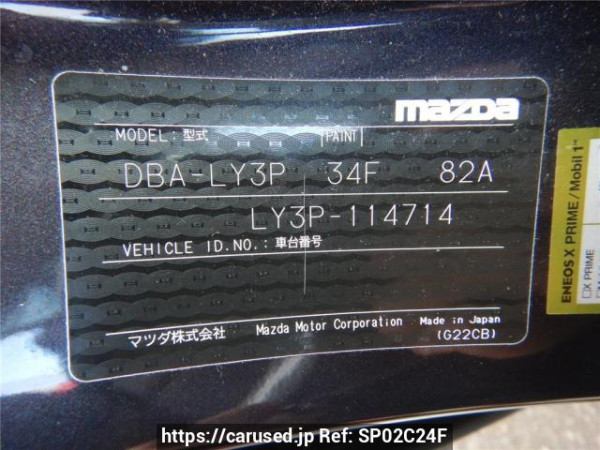 mazda
MODEL: 型式 [PAINT]
DBA-LY3P 34F 82A
LY3P-114714
VEHICLE ID.NO.: 車台番号
マツダ株式会社 Mazda Motor Corporation Made in Japan
(G22CB)
ENEOS X PRIME/Mobil 1™
□X PRIME
https://carused.jp Ref: SP02C24F